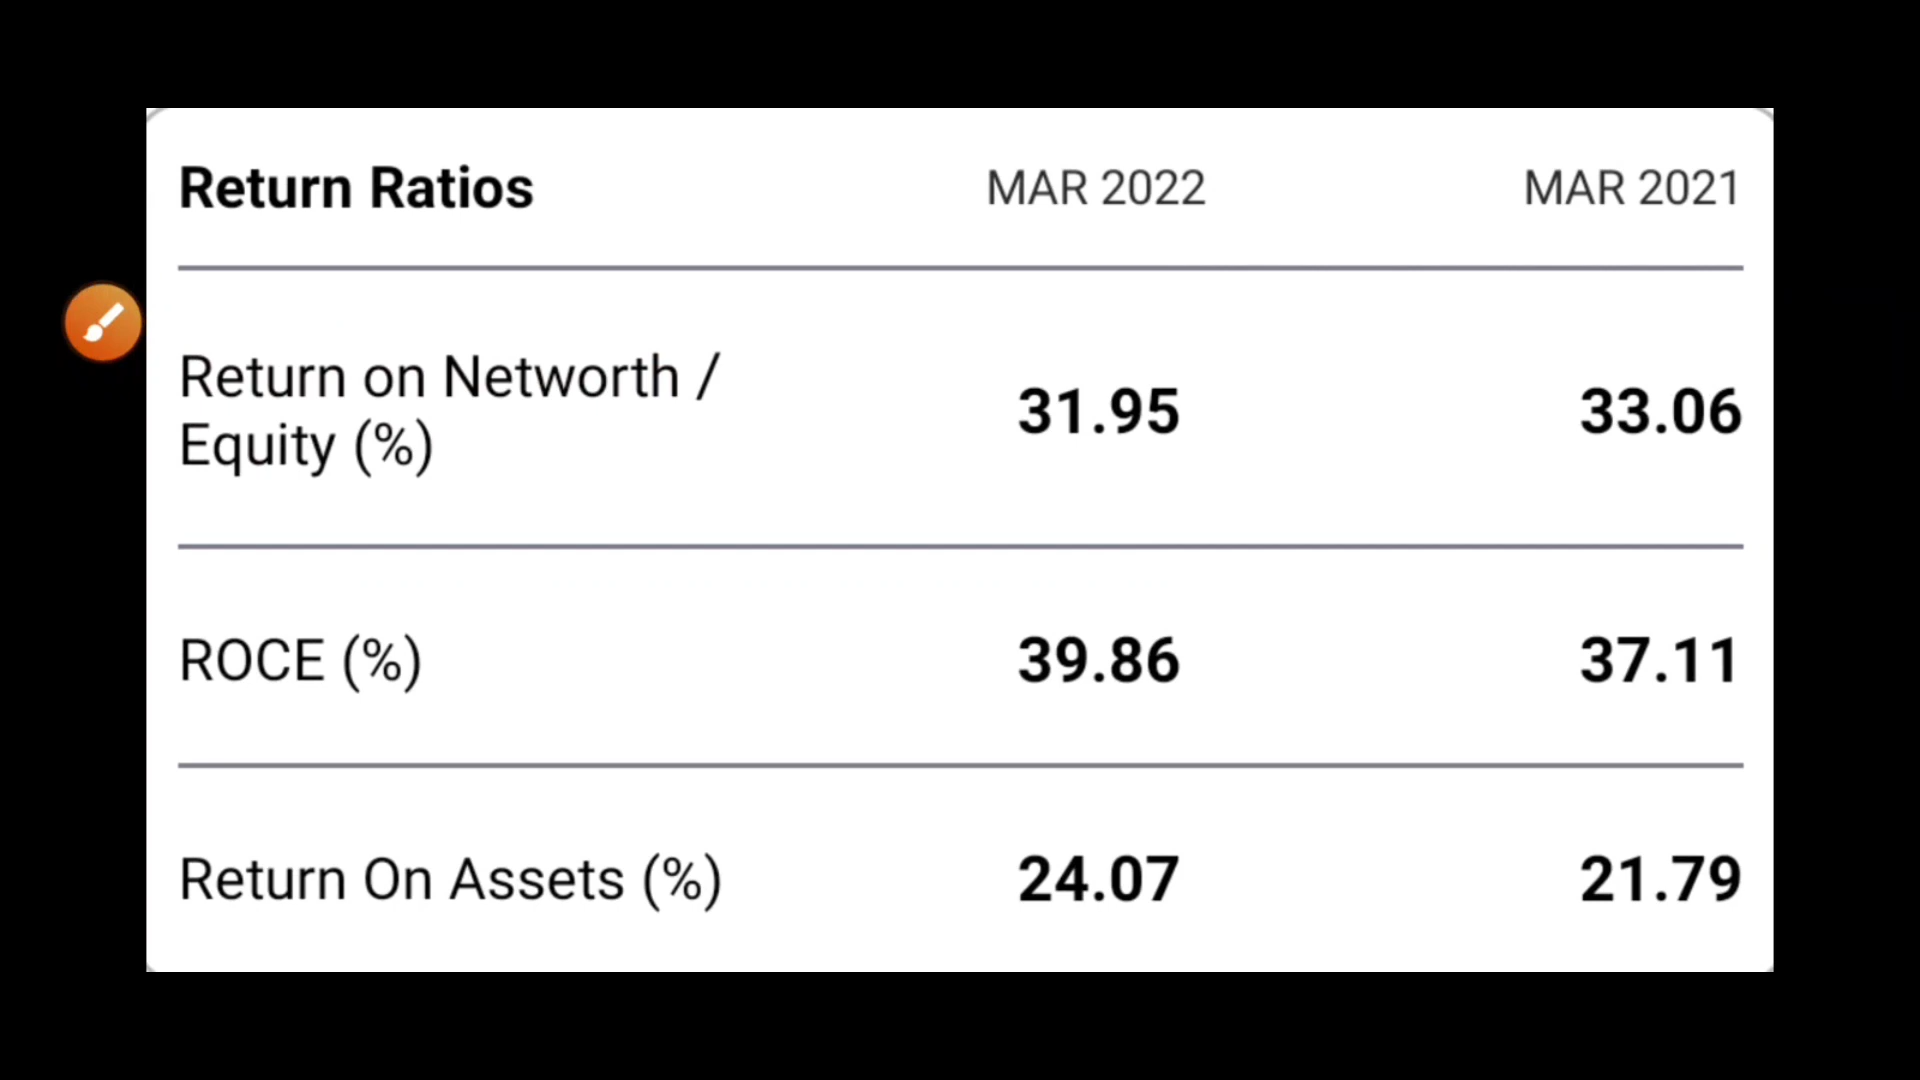 Return Ratios MAR 2022 MAR 2021
Return on Networth /
Equity (%) 31.95 33.06
ROCE (%) 39.86 37.11
Return On Assets (%) 24.07 21.79